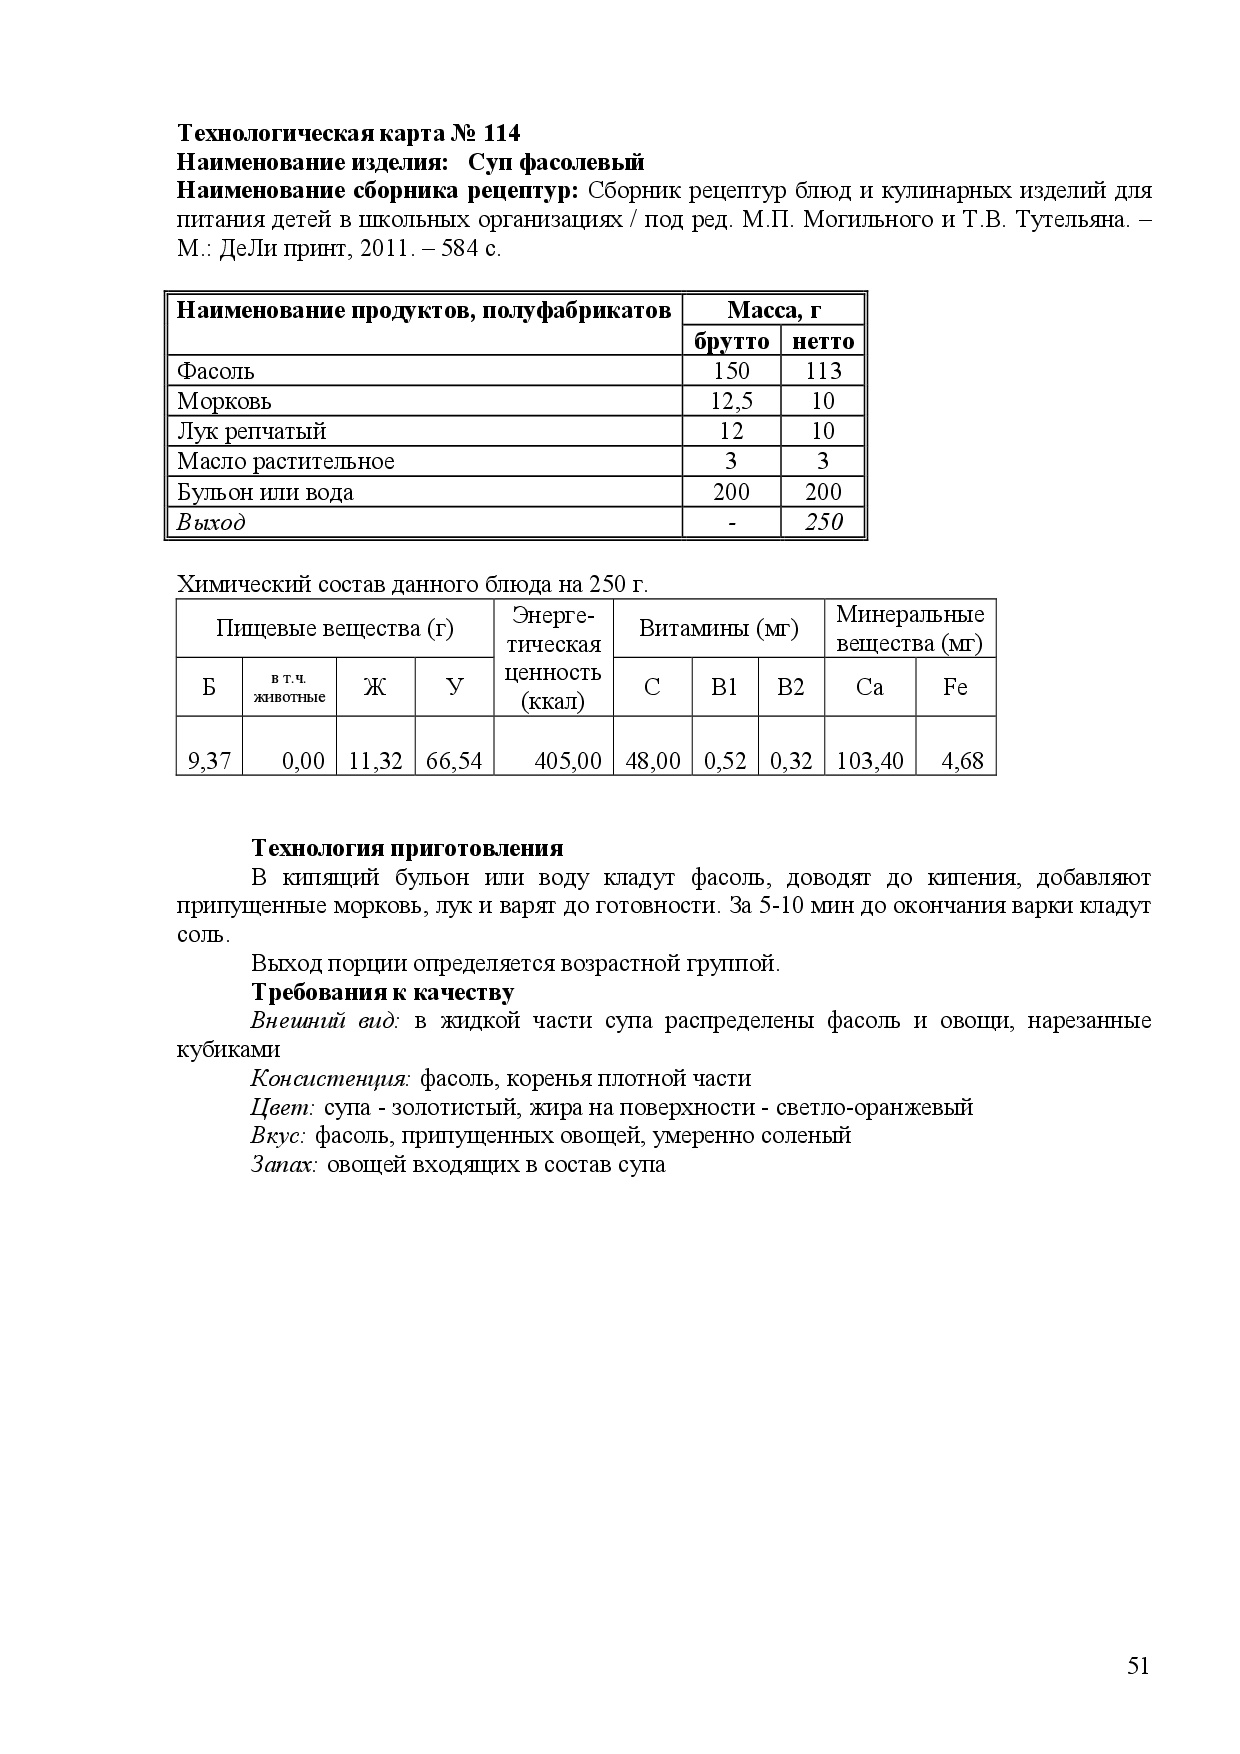 Технологическая карта № 114
Наименование изделия: Суп фасолевый
Наименование сборника рецептур: Сборник рецептур блюд и кулинарных изделий для
питания детей в школьных организациях / под ред. М.П. Могильного и Т.В. Тутельяна. –
М.: ДеЛи принт, 2011. – 584 с.
Наименование продуктов, полуфабрикатов Масса, г
брутто нетто
Фасоль 150 113
Морковь 12,5 10
Лук репчатый 12 10
Масло растительное 3 3
Бульон или вода 200 200
Выход - 250
Химический состав данного блюда на 250 г.
Пищевые вещества (г) Энерге-тическая ценность (ккал) Витамины (мг) Минеральные вещества (мг)
Б в т.ч. животные Ж У С В1 В2 Са Fe
9,37 0,00 11,32 66,54 405,00 48,00 0,52 0,32 103,40 4,68
Технология приготовления
В кипящий бульон или воду кладут фасоль, доводят до кипения, добавляют
припущенные морковь, лук и варят до готовности. За 5-10 мин до окончания варки кладут
соль.
Выход порции определяется возрастной группой.
Требования к качеству
Внешний вид: в жидкой части супа распределены фасоль и овощи, нарезанные
кубиками
Консистенция: фасоль, коренья плотной части
Цвет: супа - золотистый, жира на поверхности - светло-оранжевый
Вкус: фасоль, припущенных овощей, умеренно соленый
Запах: овощей входящих в состав супа
51